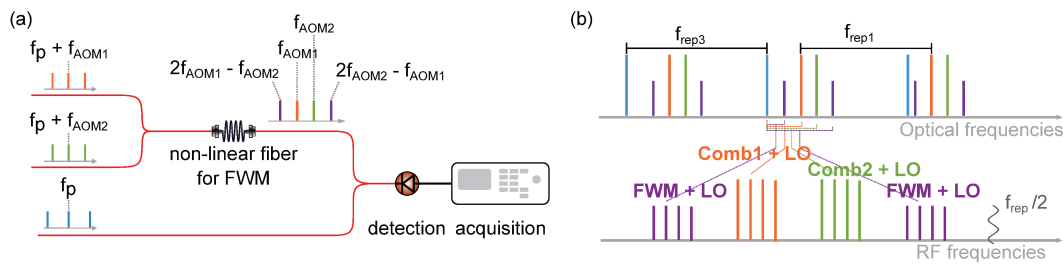 (a)
fp + fAOM1
fp + fAOM2
fp
2fAOM1 - fAOM2
fAOM1
fAOM2
2fAOM2 - fAOM1
non-linear fiber
for FWM
detection
acquisition
(b)
frep3
frep1
Optical frequencies
Comb1 + LO
Comb2 + LO
FWM + LO
FWM + LO
frep /2
RF frequencies